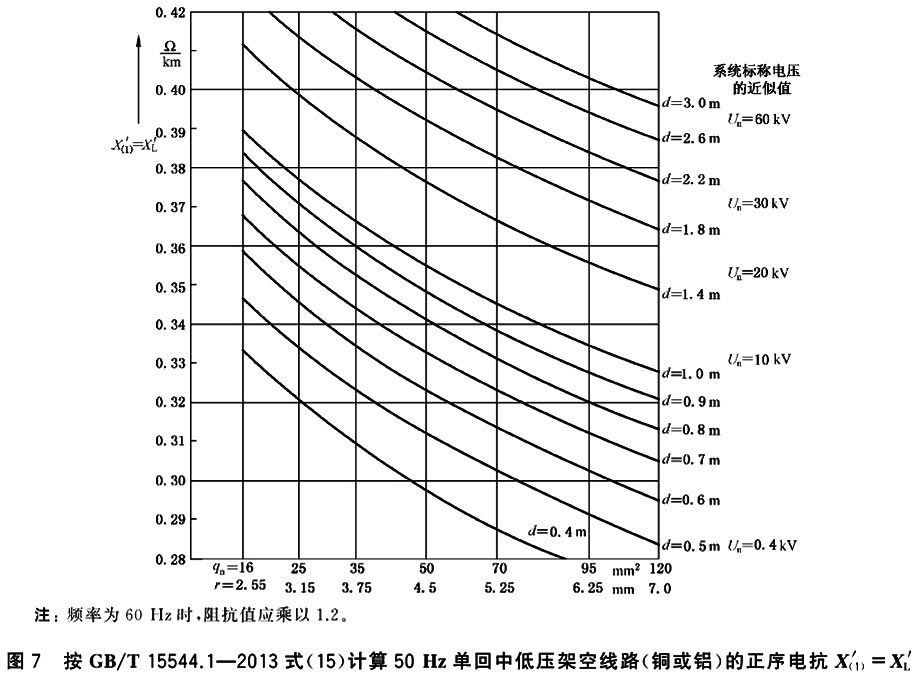 0.42
Ω/km
0.40
0.39
X′(1)=X′L
0.38
0.37
0.36
0.35
0.34
0.33
0.32
0.31
0.30
0.29
0.28
系统标称电压
的近似值
d=3.0 m
Un=60 kV
d=2.6 m
d=2.2 m
Un=30 kV
d=1.8 m
Un=20 kV
d=1.4 m
Un=10 kV
d=1.0 m
d=0.9 m
d=0.8 m
d=0.7 m
d=0.6 m
d=0.4 m
d=0.5 m Un=0.4 kV
qn=16 25 35 50 70 95 mm² 120
r=2.55 3.15 3.75 4.5 5.25 6.25 mm 7.0
注：频率为 60 Hz 时,阻抗值应乘以 1.2。
图 7 按 GB/T 15544.1—2013 式(15)计算 50 Hz 单回中低压架空线路(铜或铝)的正序电抗 X′(1)=X′L